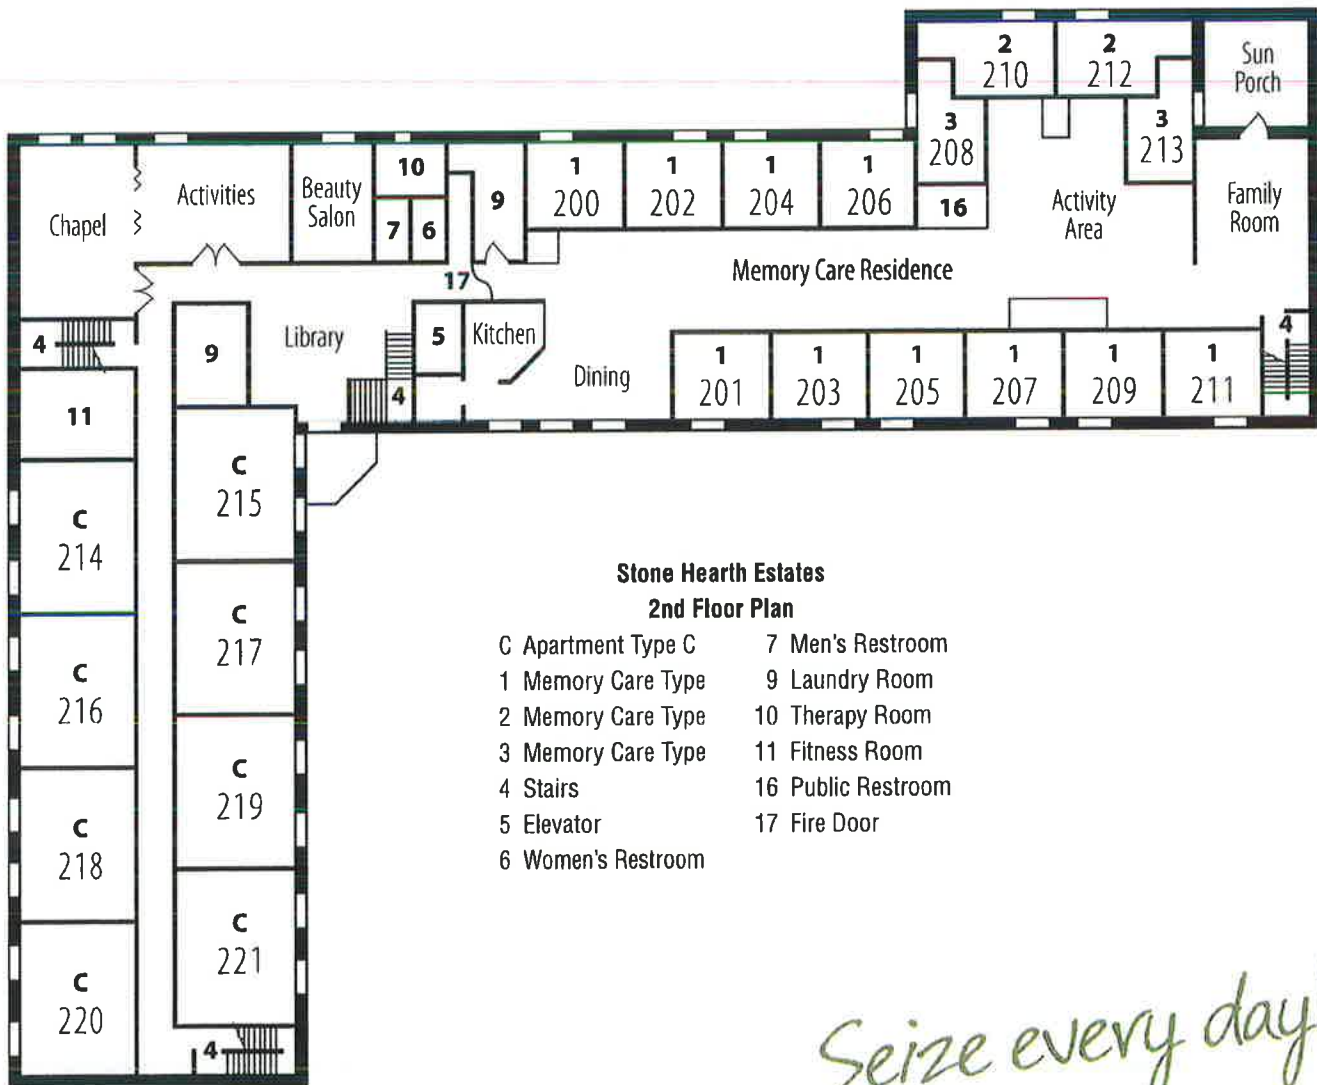 2
210
2
212
Sun
Porch
3
208
3
213
Chapel
Activities
Beauty
Salon
10
7
6
9
1
200
1
202
1
204
1
206
16
Activity
Area
Family
Room
17
Memory Care Residence
4
9
Library
5
Kitchen
4
Dining
1
201
1
203
1
205
1
207
1
209
1
211
4
11
C
215
C
214
C
217
C
216
C
219
C
218
C
221
C
220
4
Stone Hearth Estates
2nd Floor Plan
C Apartment Type C
1 Memory Care Type
2 Memory Care Type
3 Memory Care Type
4 Stairs
5 Elevator
6 Women's Restroom
7 Men's Restroom
9 Laundry Room
10 Therapy Room
11 Fitness Room
16 Public Restroom
17 Fire Door
Seize every day